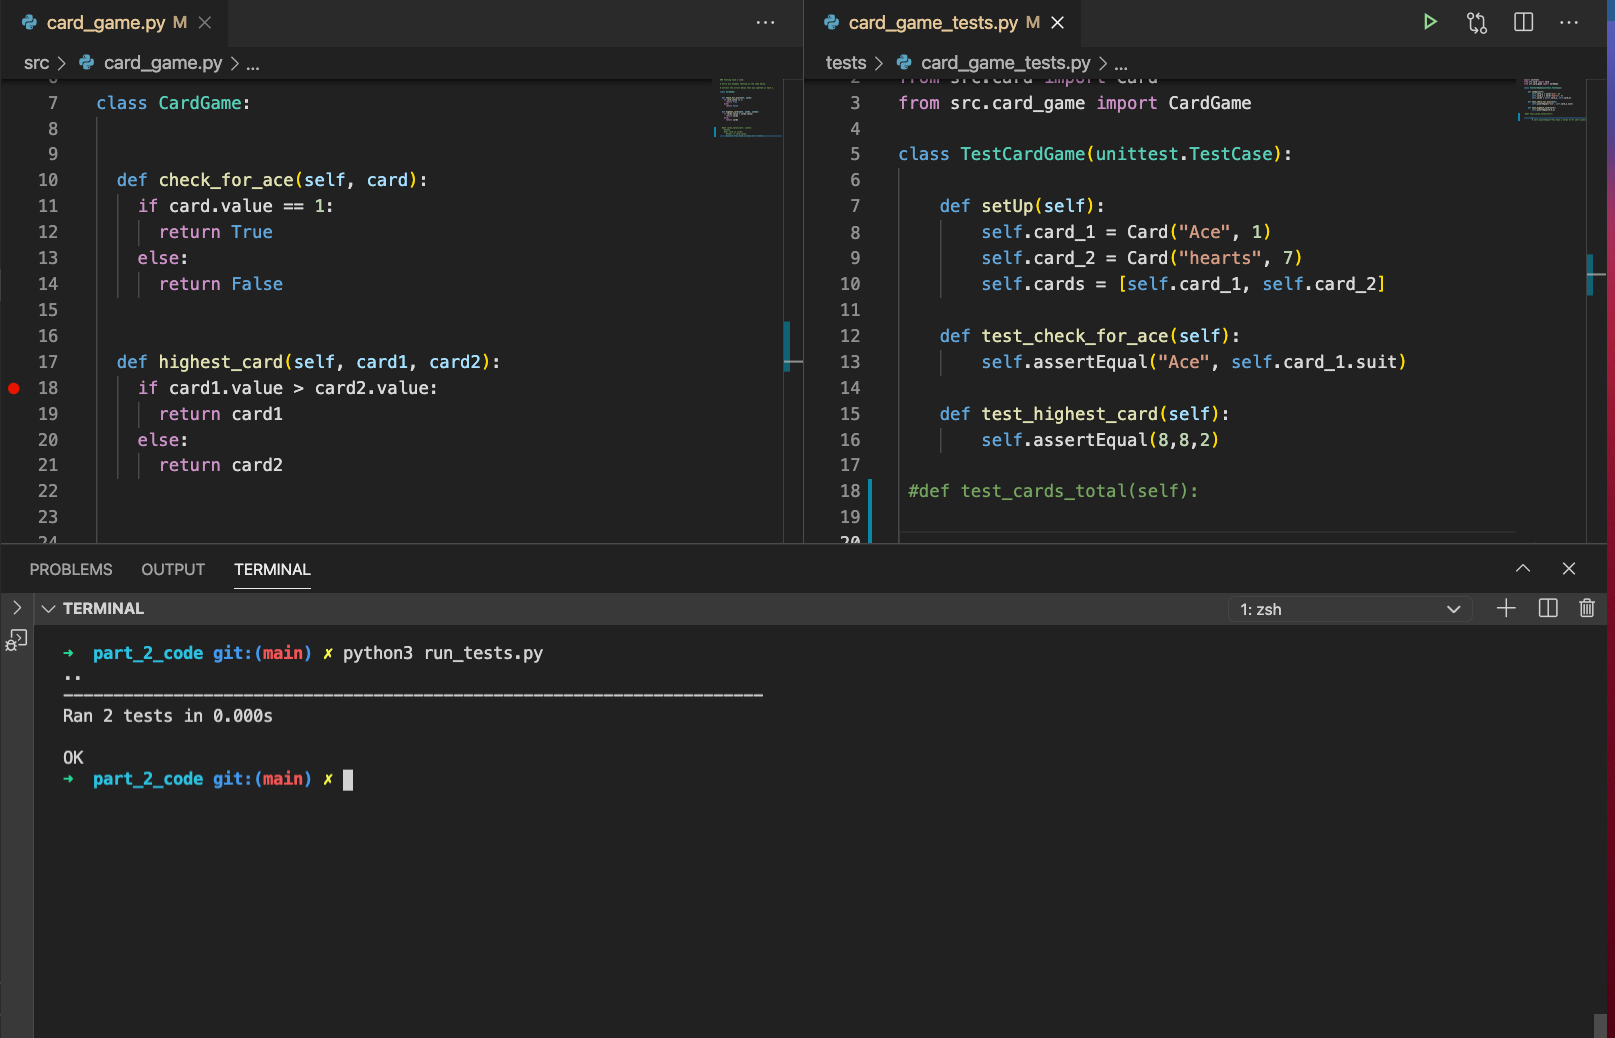 card_game.py M
src > card_game.py > ...
7 class CardGame:
8
9
10 def check_for_ace(self, card):
11 if card.value == 1:
12 return True
13 else:
14 return False
15
16
17 def highest_card(self, card1, card2):
18 if card1.value > card2.value:
19 return card1
20 else:
21 return card2
22
23
24
card_game_tests.py M
tests > card_game_tests.py > ...
2 from src.card import Card
3 from src.card_game import CardGame
4
5 class TestCardGame(unittest.TestCase):
6
7 def setUp(self):
8 self.card_1 = Card("Ace", 1)
9 self.card_2 = Card("hearts", 7)
10 self.cards = [self.card_1, self.card_2]
11
12 def test_check_for_ace(self):
13 self.assertEqual("Ace", self.card_1.suit)
14
15 def test_highest_card(self):
16 self.assertEqual(8,8,2)
17
18 #def test_cards_total(self):
19
20
PROBLEMS OUTPUT TERMINAL
TERMINAL 1: zsh
→ part_2_code git:(main) ✗ python3 run_tests.py
..
----------------------------------------------------------------------
Ran 2 tests in 0.000s
OK
→ part_2_code git:(main) ✗